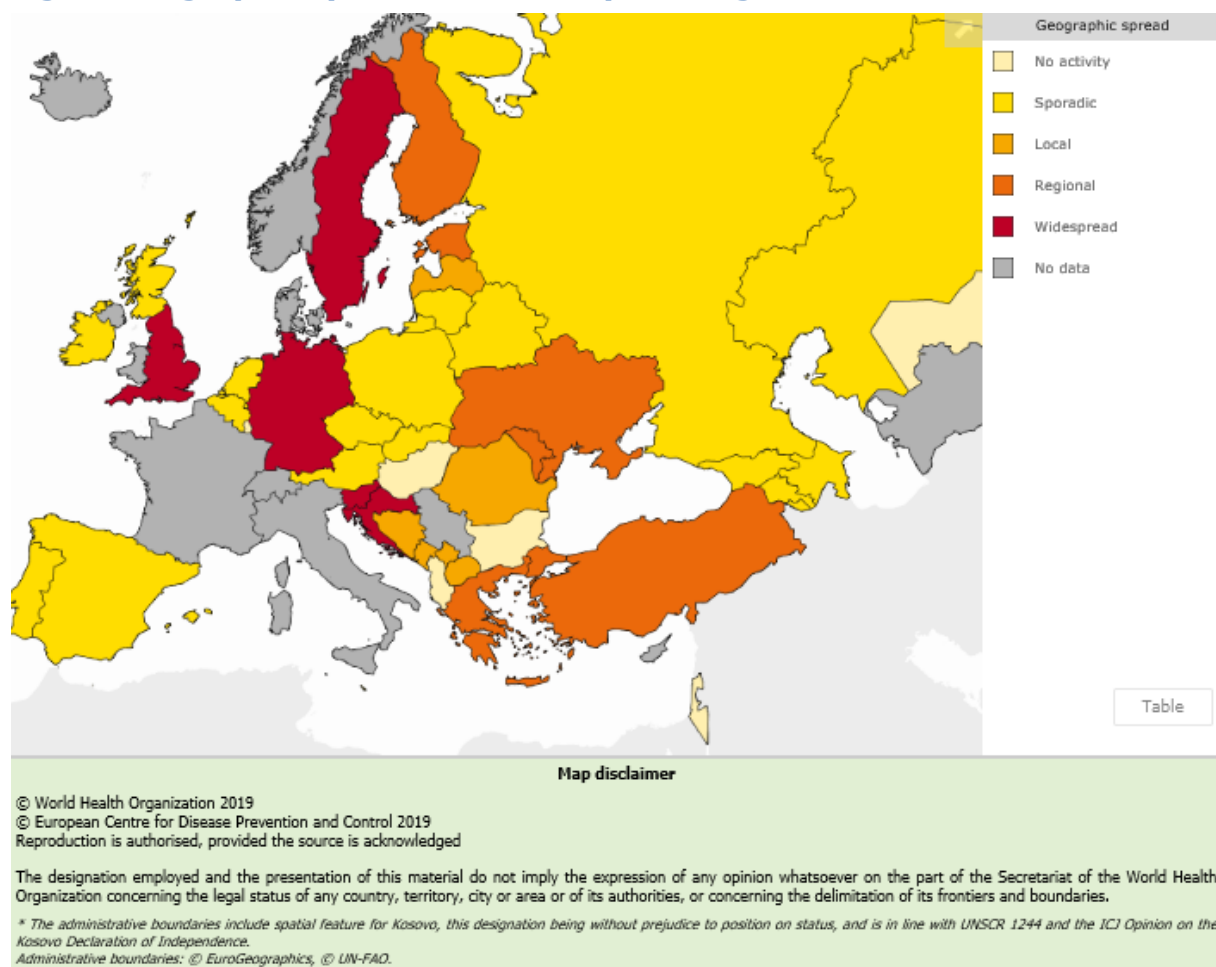 Geographic spread
No activity
Sporadic
Local
Regional
Widespread
No data
Table
Map disclaimer
© World Health Organization 2019
© European Centre for Disease Prevention and Control 2019
Reproduction is authorised, provided the source is acknowledged
The designation employed and the presentation of this material do not imply the expression of any opinion whatsoever on the part of the Secretariat of the World Health
Organization concerning the legal status of any country, territory, city or area or of its authorities, or concerning the delimitation of its frontiers and boundaries.
* The administrative boundaries include spatial feature for Kosovo, this designation being without prejudice to position on status, and is in line with UNSCR 1244 and the ICJ Opinion on the
Kosovo Declaration of Independence.
Administrative boundaries: © EuroGeographics, © UN-FAO.